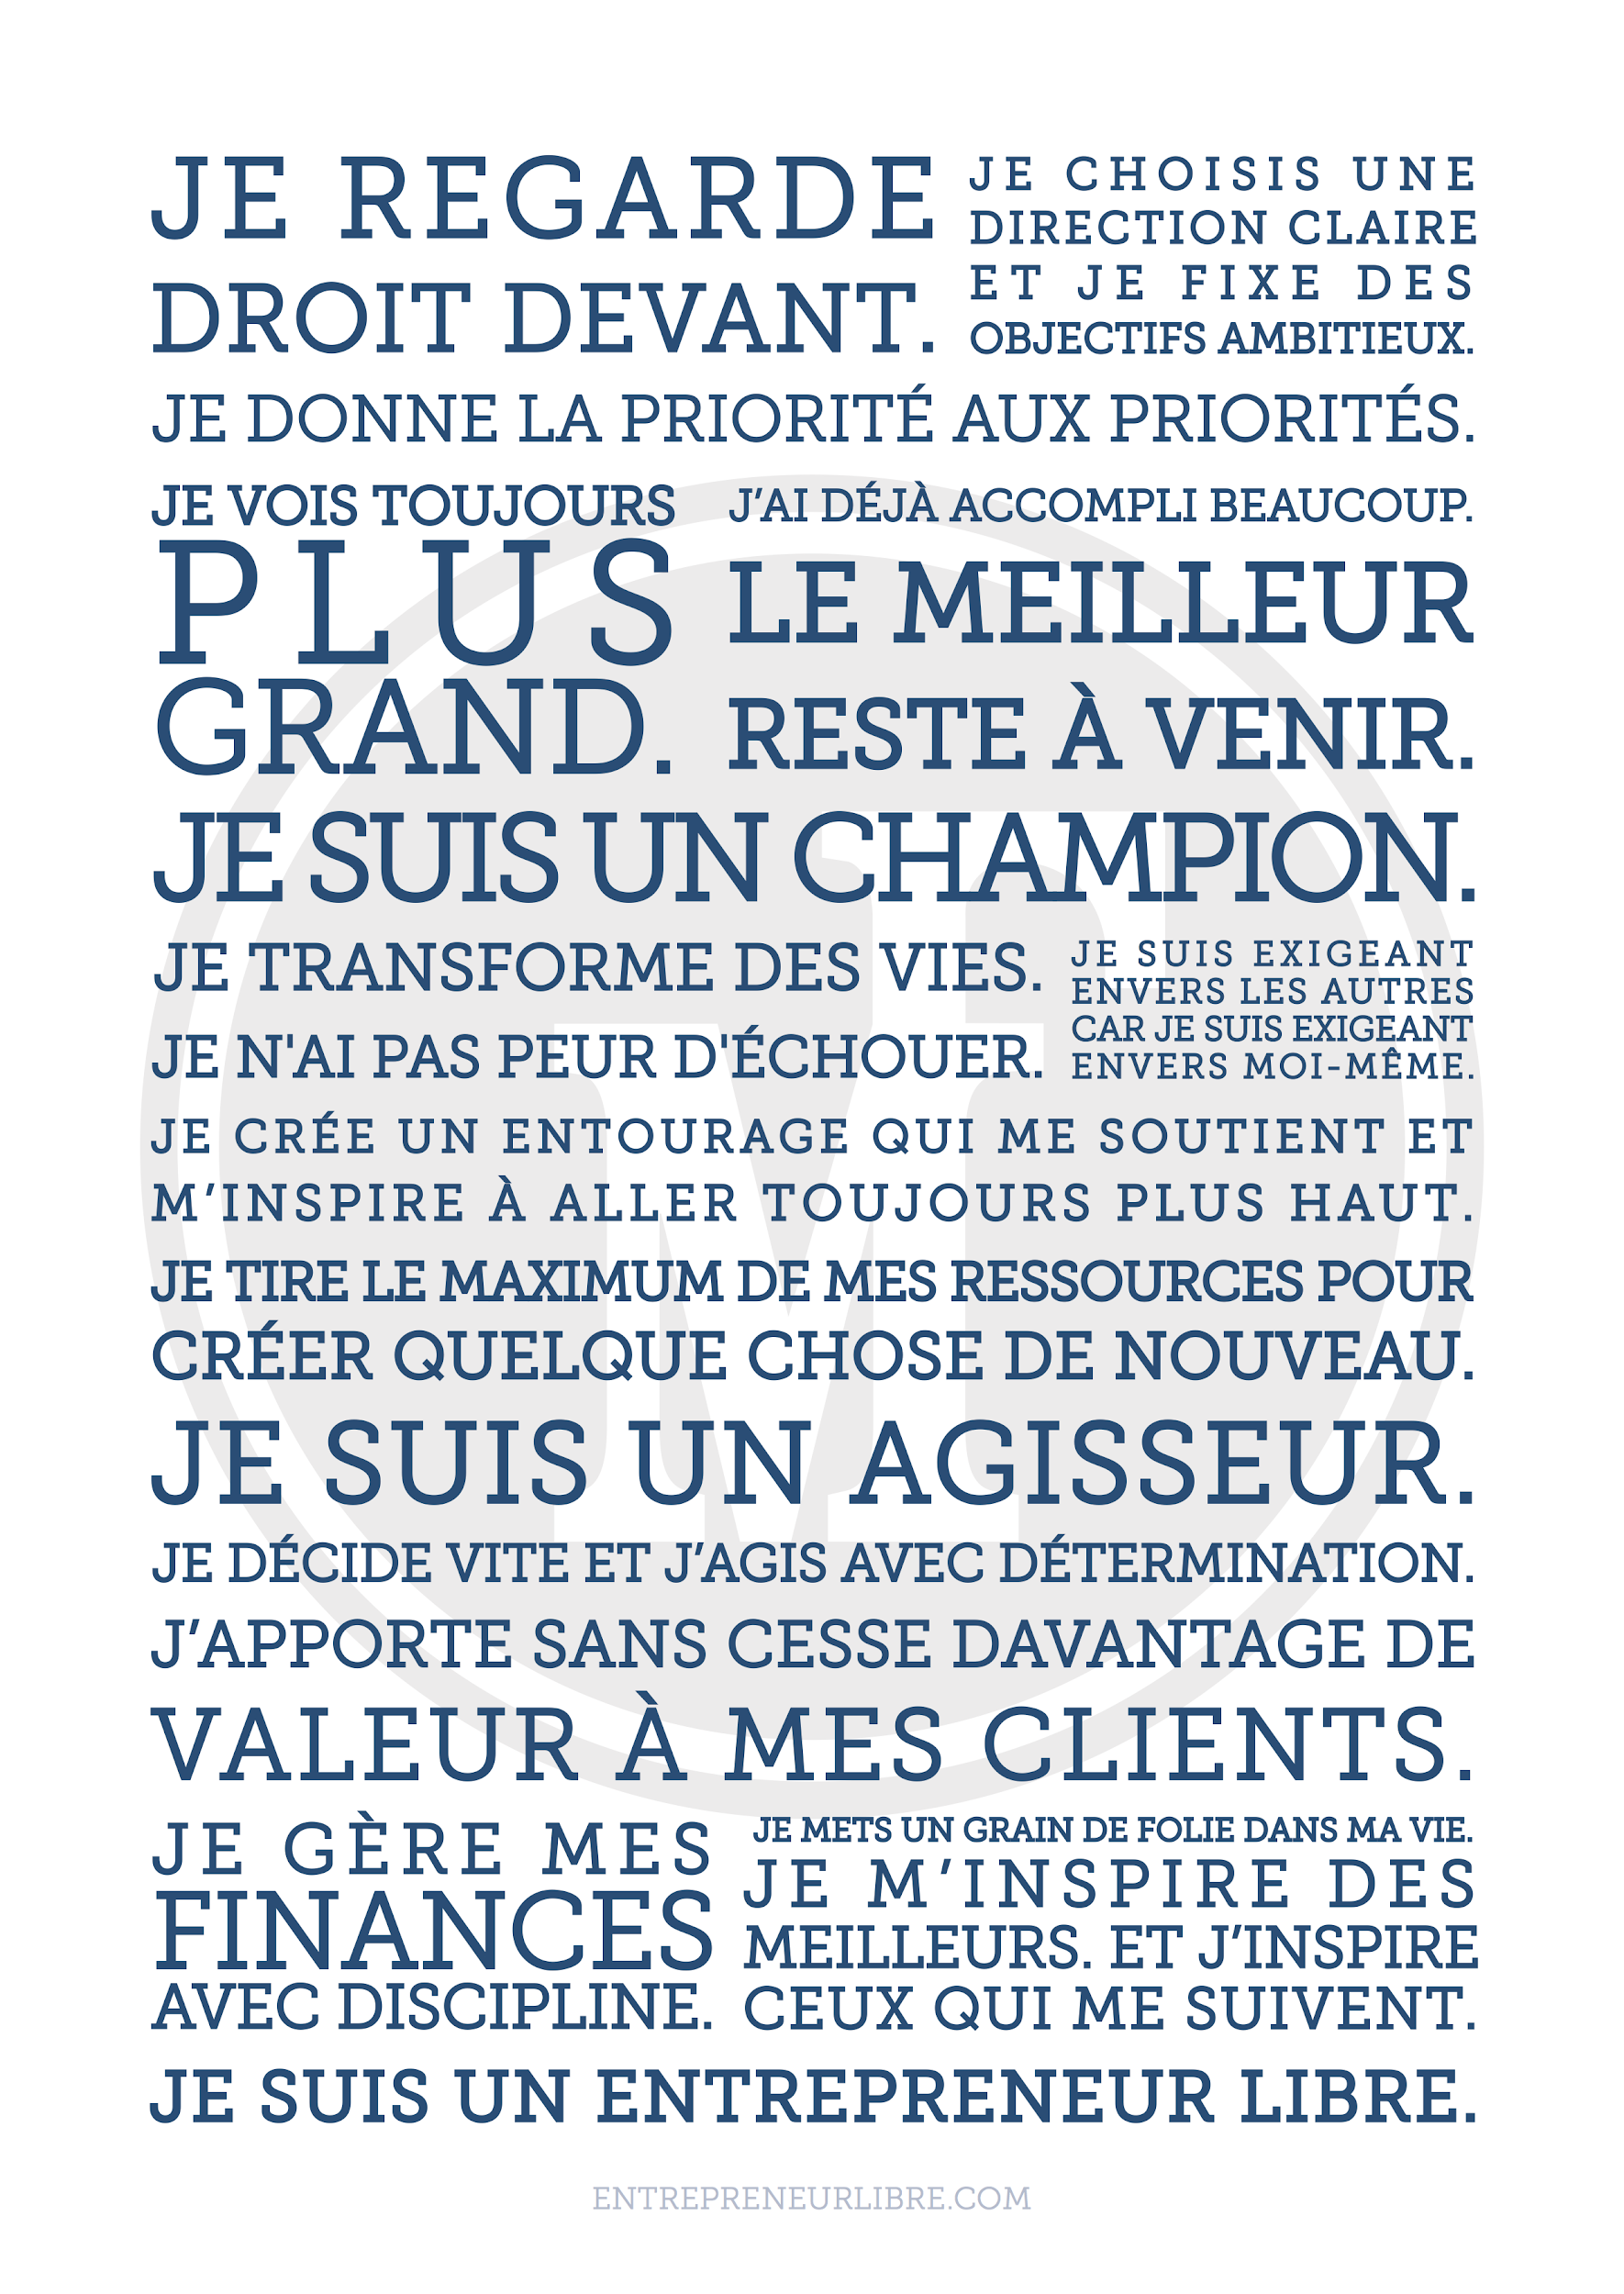 JE REGARDE
DROIT DEVANT.
JE CHOISIS UNE
DIRECTION CLAIRE
ET JE FIXE DES
OBJECTIFS AMBITIEUX.
JE DONNE LA PRIORITÉ AUX PRIORITÉS.
JE VOIS TOUJOURS
PLUS
GRAND.
J’AI DÉJÀ ACCOMPLI BEAUCOUP.
LE MEILLEUR
RESTE À VENIR.
JE SUIS UN CHAMPION.
JE TRANSFORME DES VIES.
JE N'AI PAS PEUR D'ÉCHOUER.
JE SUIS EXIGEANT
ENVERS LES AUTRES
CAR JE SUIS EXIGEANT
ENVERS MOI-MÊME.
JE CRÉE UN ENTOURAGE QUI ME SOUTIENT ET
M’INSPIRE À ALLER TOUJOURS PLUS HAUT.
JE TIRE LE MAXIMUM DE MES RESSOURCES POUR
CRÉER QUELQUE CHOSE DE NOUVEAU.
JE SUIS UN AGISSEUR.
JE DÉCIDE VITE ET J’AGIS AVEC DÉTERMINATION.
J’APPORTE SANS CESSE DAVANTAGE DE
VALEUR À MES CLIENTS.
JE GÈRE MES
FINANCES
AVEC DISCIPLINE.
JE METS UN GRAIN DE FOLIE DANS MA VIE.
JE M’INSPIRE DES
MEILLEURS. ET J’INSPIRE
CEUX QUI ME SUIVENT.
JE SUIS UN ENTREPRENEUR LIBRE.
ENTREPRENEURLIBRE.COM